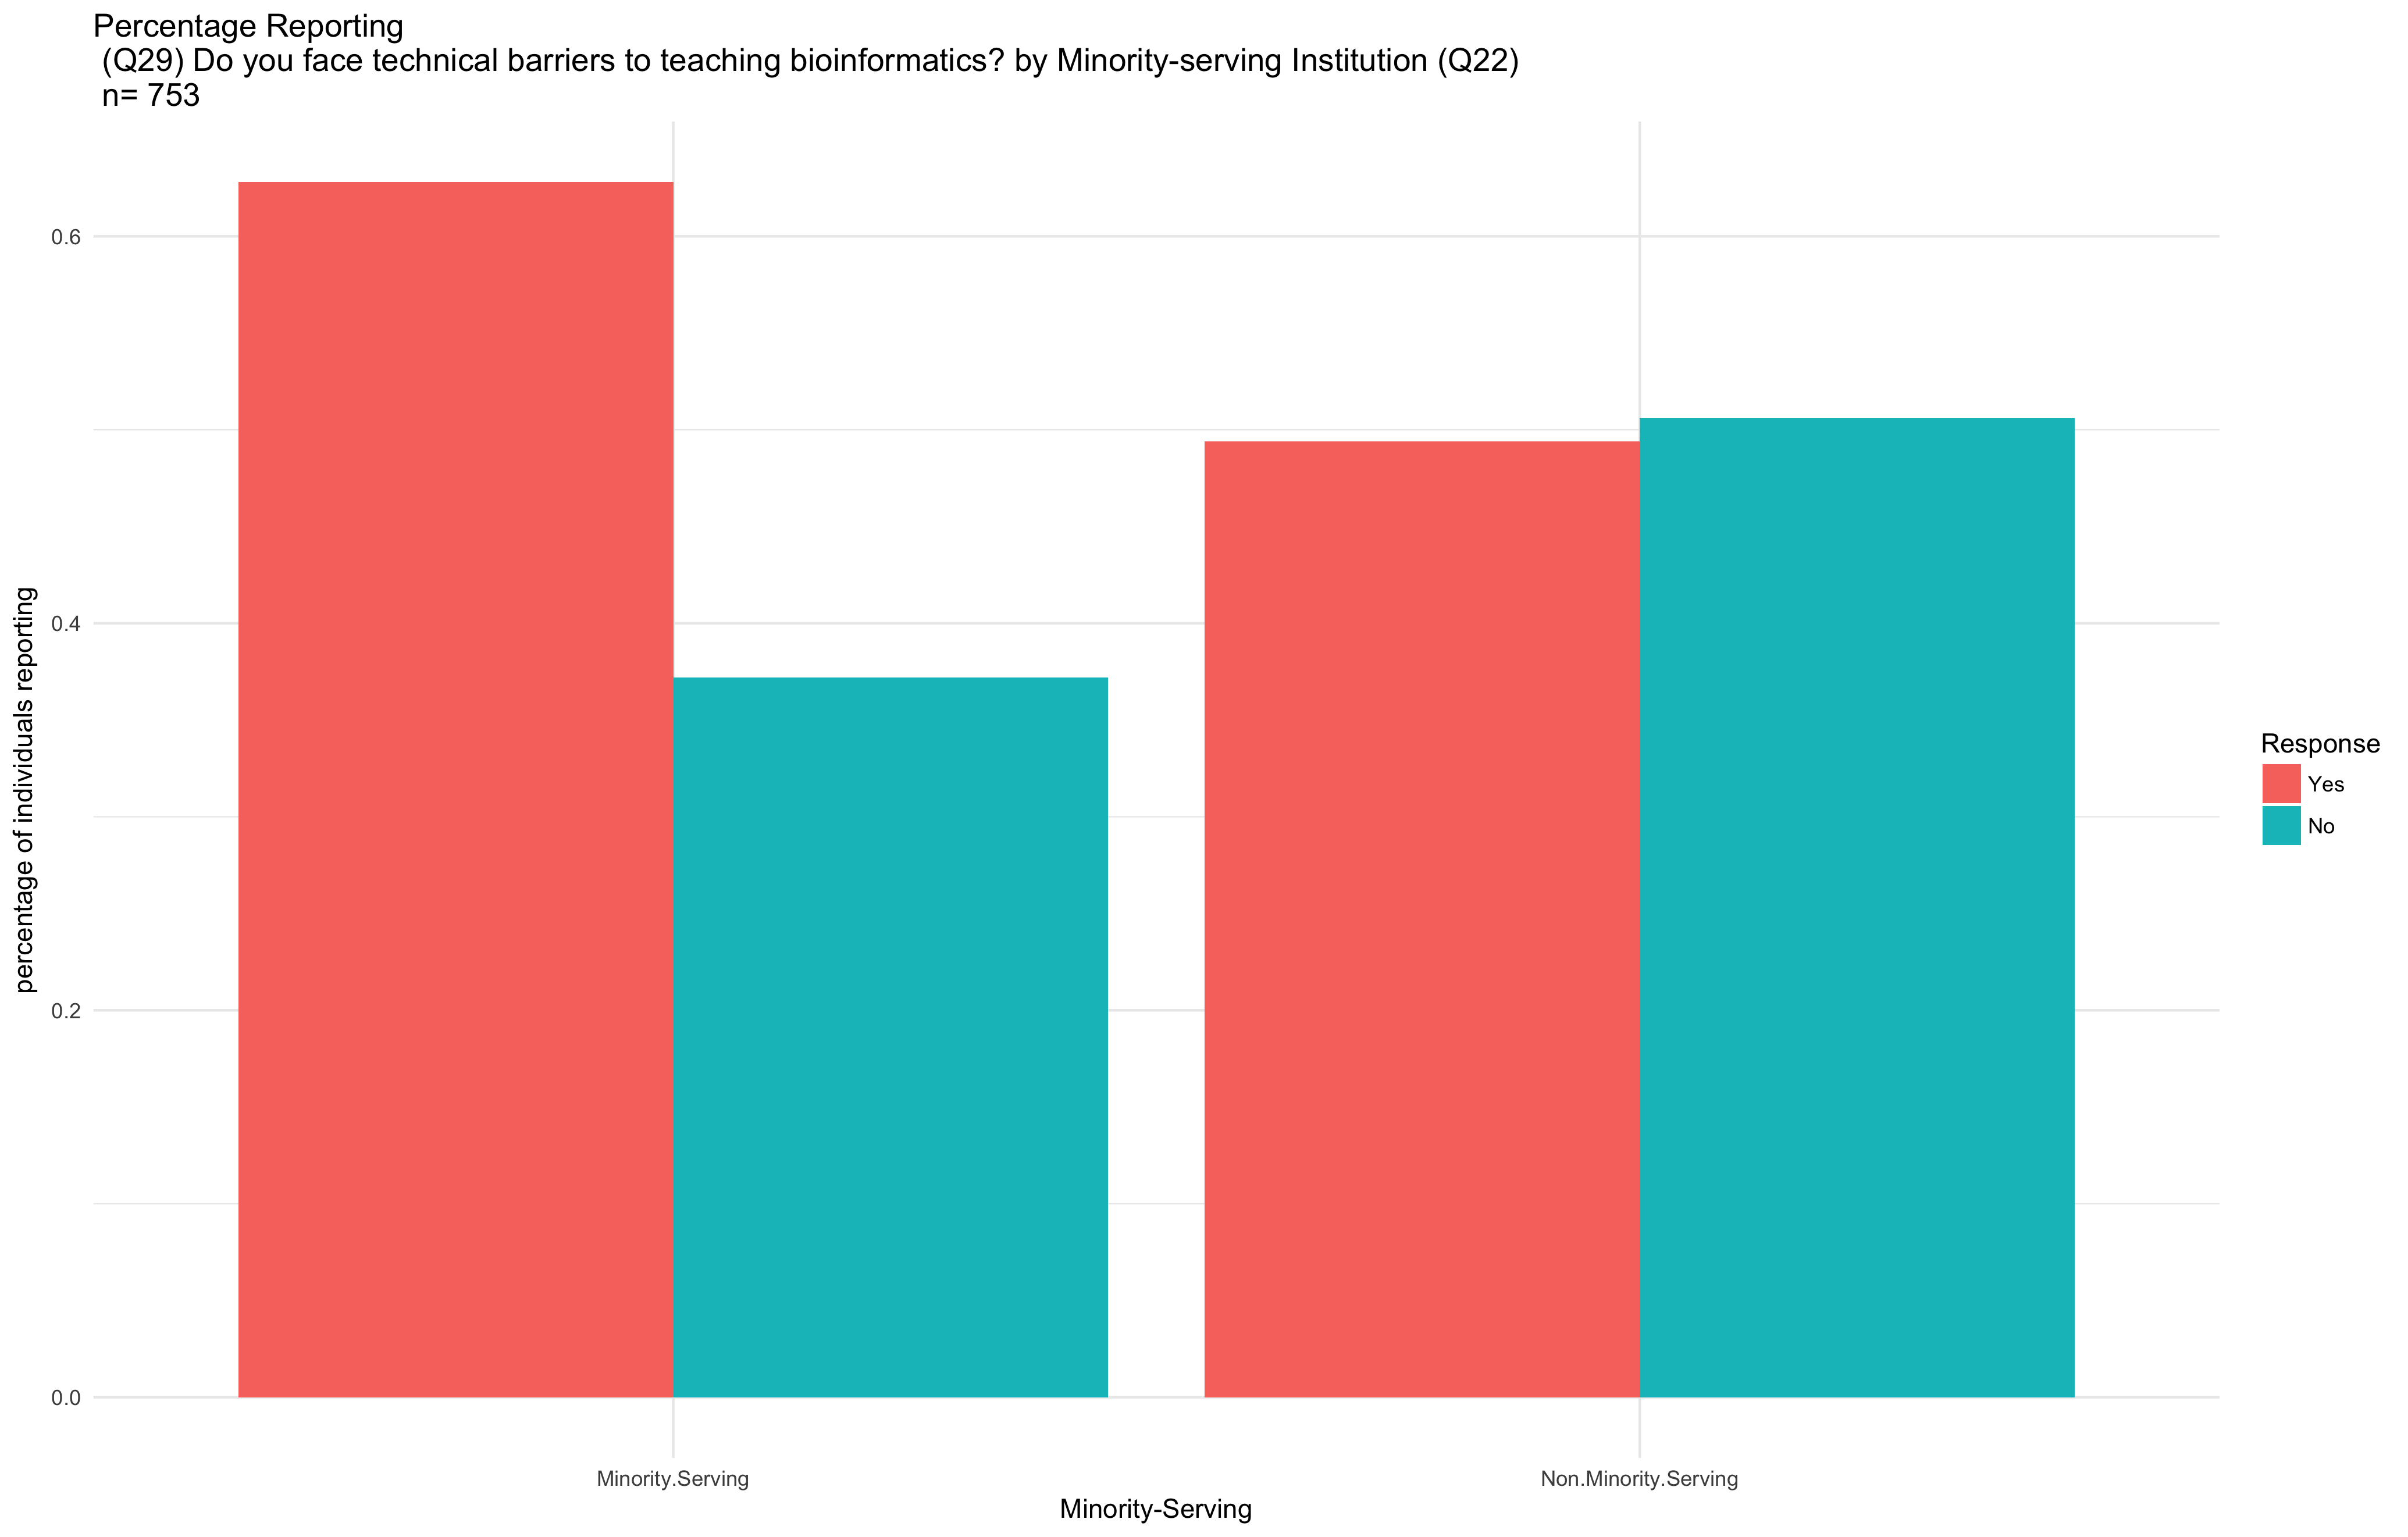 Percentage Reporting
(Q29) Do you face technical barriers to teaching bioinformatics? by Minority-serving Institution (Q22)
n= 753
percentage of individuals reporting
0.6
0.4
0.2
0.0
Minority.Serving
Non.Minority.Serving
Minority-Serving
Response
Yes
No